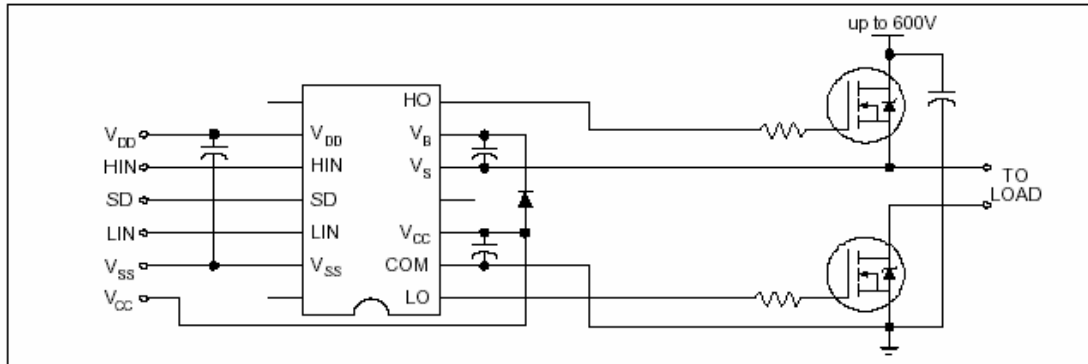 up to 600V
HO
V_DD V_DD V_B
HIN HIN V_S
SD SD
TO
LOAD
LIN LIN V_CC
V_SS V_SS COM
V_CC LO